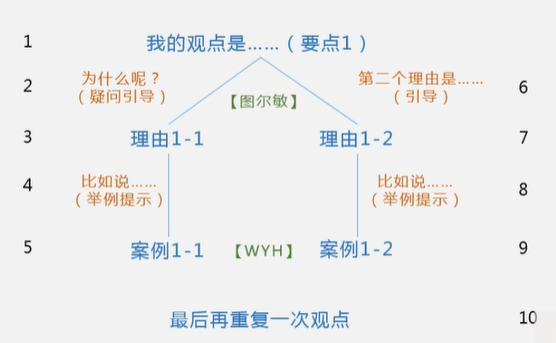 1 我的观点是……（要点1）
2 为什么呢？ 第二个理由是…… 6
（疑问引导） 【图尔敏】 （引导）
3 理由1-1 理由1-2 7
4 比如说…… 比如说…… 8
（举例提示） （举例提示）
5 案例1-1 【WYH】 案例1-2 9
最后再重复一次观点 10